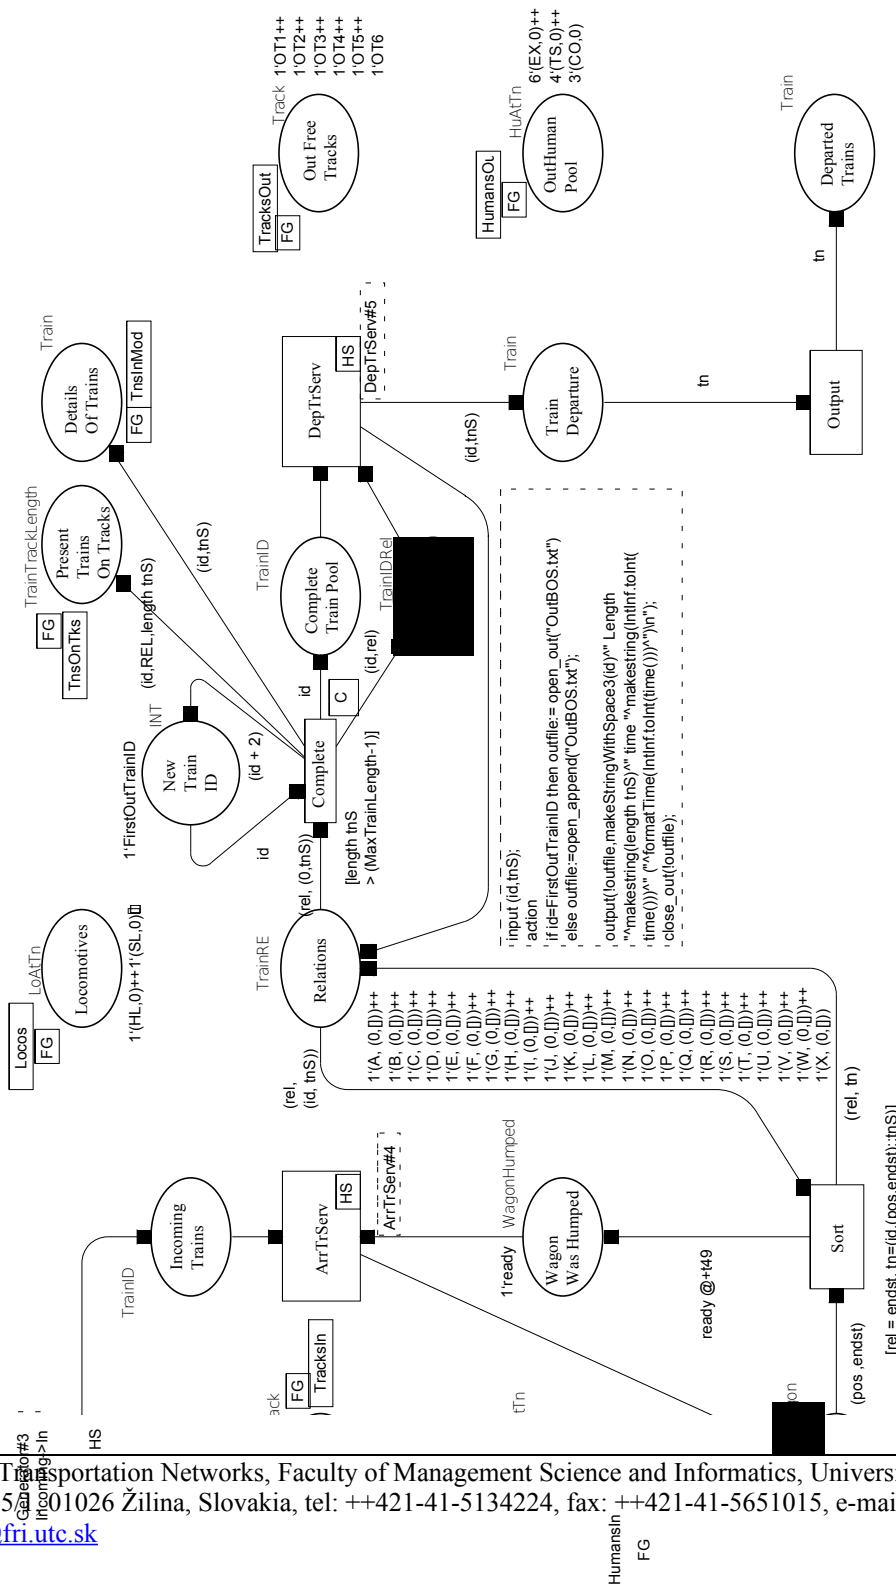 Generator#3
Incoming->In
HS
TrainID
Incoming
Trains
ack
FG
TracksIn
ArrTrServ
HS
ArrTrServ#4
tTn
1`ready
WagonHumped
Wagon
Was Humped
ready @+t49
on
(pos ,endst)
Sort
[rel = endst, tn=(id,(pos,endst)::tnS)]
(rel, tn)
HumansIn
FG
Locos
FG
LoAtTn
Locomotives
1`(HL,0)++1`(SL,0)
TrainRE
Relations
(rel,
(id, tnS))
1`(A, (0,[]))++
1`(B, (0,[]))++
1`(C, (0,[]))++
1`(D, (0,[]))++
1`(E, (0,[]))++
1`(F, (0,[]))++
1`(G, (0,[]))++
1`(H, (0,[]))++
1`(I, (0,[]))++
1`(J, (0,[]))++
1`(K, (0,[]))++
1`(L, (0,[]))++
1`(M, (0,[]))++
1`(N, (0,[]))++
1`(O, (0,[]))++
1`(P, (0,[]))++
1`(Q, (0,[]))++
1`(R, (0,[]))++
1`(S, (0,[]))++
1`(T, (0,[]))++
1`(U, (0,[]))++
1`(V, (0,[]))++
1`(W, (0,[]))++
1`(X, (0,[]))
1`FirstOutTrainID
INT
New
Train
ID
id
(id + 2)
(rel, (0,tnS))
[length tnS
> (MaxTrainLength-1)]
Complete
C
id
(id,rel)
FG
TnsOnTks
TrainTrackLength
Present
Trains
On Tracks
(id,REL,length tnS)
(id,tnS)
Train
Details
Of Trains
FG
TnsInMod
TrainID
Complete
Train Pool
TrainIDRel
DepTrServ
HS
DepTrServ#5
(id,tnS)
input (id,tnS);
action
if id=FirstOutTrainID then outfile:= open_out("OutBOS.txt")
else outfile:=open_append("OutBOS.txt");
output(!outfile,makeStringWithSpace3(id)^" Length
"^makestring(length tnS)^" time "^makestring(IntInf.toInt(
time()))^" ("^formatTime(IntInf.toInt(time()))^")\n");
close_out(!outfile);
Train
Train
Departure
tn
Output
tn
Train
Departed
Trains
TracksOut
FG
Track
Out Free
Tracks
1`OT1++
1`OT2++
1`OT3++
1`OT4++
1`OT5++
1`OT6
HumansOu
FG
HuAtTn
OutHuman
Pool
6`(EX,0)++
4`(TS,0)++
3`(CO,0)
Transportation Networks, Faculty of Management Science and Informatics, Universi
01026 Žilina, Slovakia, tel: ++421-41-5134224, fax: ++421-41-5651015, e-mai
@fri.utc.sk